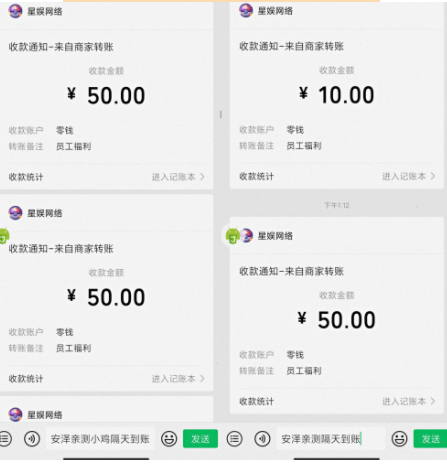 星娱网络
收款通知-来自商家转账
收款金额
¥ 50.00
收款账户 零钱
转账备注 员工福利
收款统计 进入记账本 >
星娱网络
收款通知-来自商家转账
收款金额
¥ 50.00
收款账户 零钱
转账备注 员工福利
收款统计 进入记账本 >
星娱网络
安泽亲测小鸡隔天到账
发送
星娱网络
收款通知-来自商家转账
收款金额
¥ 10.00
收款账户 零钱
转账备注 员工福利
收款统计 进入记账本 >
下午1:12
星娱网络
收款通知-来自商家转账
收款金额
¥ 50.00
收款账户 零钱
转账备注 员工福利
收款统计 进入记账本 >
安泽亲测隔天到账
发送